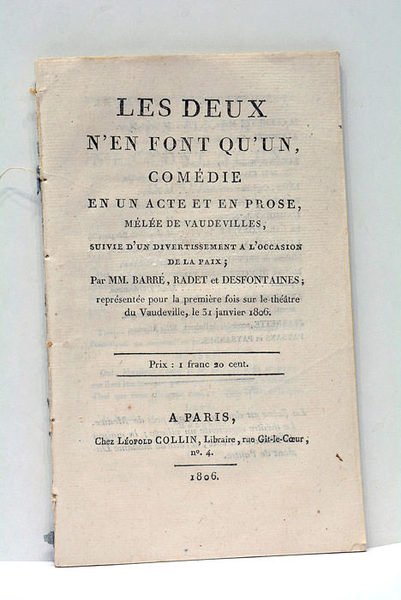 LES DEUX
N'EN FONT QU'UN,
COMÉDIE
EN UN ACTE ET EN PROSE,
MÊLÉE DE VAUDEVILLES,
SUIVIE D'UN DIVERTISSEMENT A L'OCCASION
DE LA PAIX;
Par MM. BARRÉ, RADET et DESFONTAINES;
représentée pour la première fois sur le théâtre
du Vaudeville, le 31 janvier 1806.
Prix : 1 franc 20 cent.
A PARIS,
Chez LÉOPOLD COLLIN, Libraire, rue Git-le-Cœur,
nº. 4.
1806.